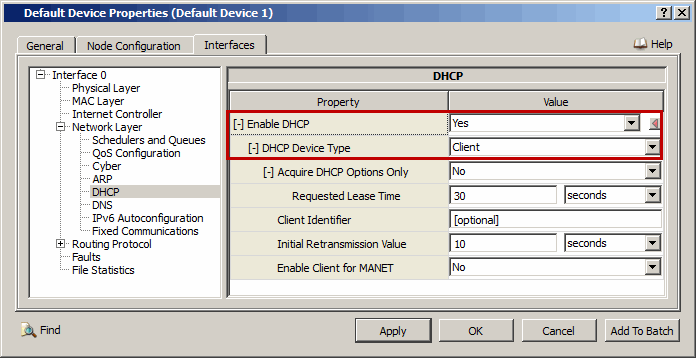 Default Device Properties (Default Device 1)
General Node Configuration Interfaces Help
Interface 0
Physical Layer
MAC Layer
Internet Controller
Network Layer
Schedulers and Queues
QoS Configuration
Cyber
ARP
DHCP
DNS
IPv6 Autoconfiguration
Fixed Communications
Routing Protocol
Faults
File Statistics
DHCP
Property Value
[-] Enable DHCP Yes
[-] DHCP Device Type Client
[-] Acquire DHCP Options Only No
Requested Lease Time 30 seconds
Client Identifier [optional]
Initial Retransmission Value 10 seconds
Enable Client for MANET No
Find Apply OK Cancel Add To Batch